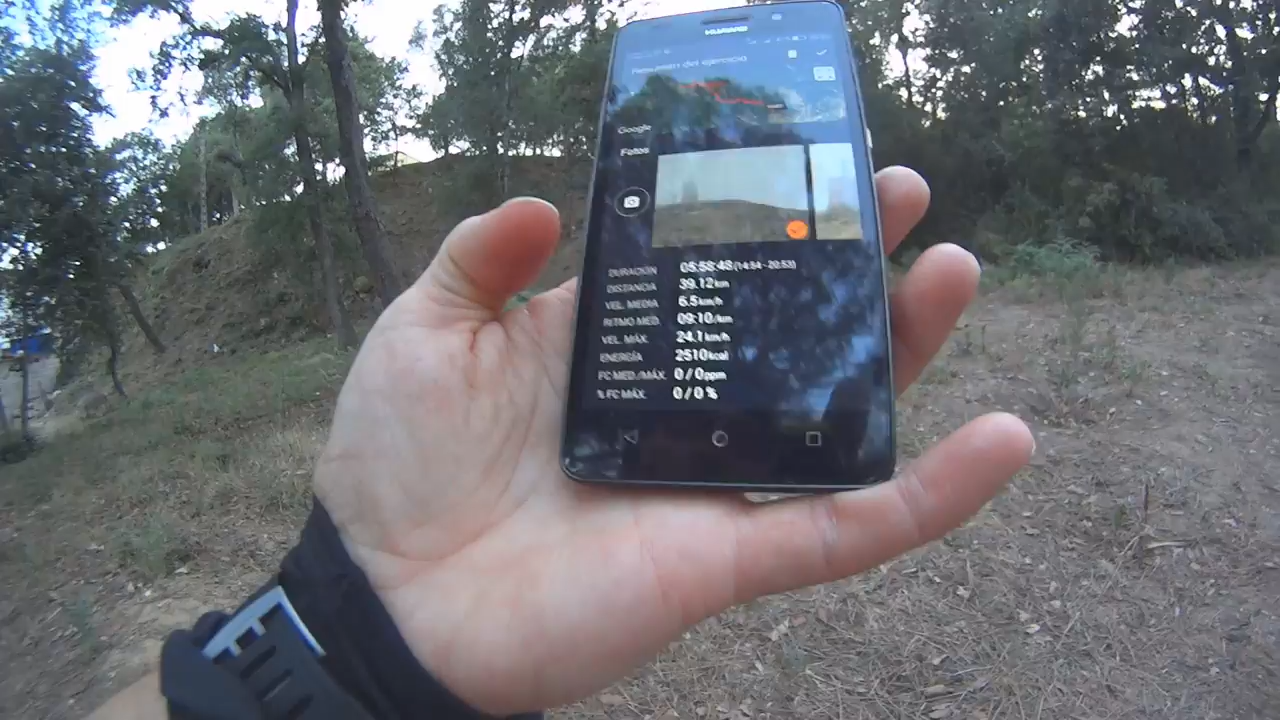 HUAWEI
Resumen del ejercicio
Google
Fotos
DURACIÓN 05:58:48 (14:54 - 20:53)
DISTANCIA 39.12 km
VEL. MEDIA 6.5 km/h
RITMO MED. 09:10 /km
VEL. MÁX. 24.1 km/h
ENERGÍA 2510 kcal
FC MED./MÁX. 0 / 0 ppm
% FC MÁX. 0 / 0 %